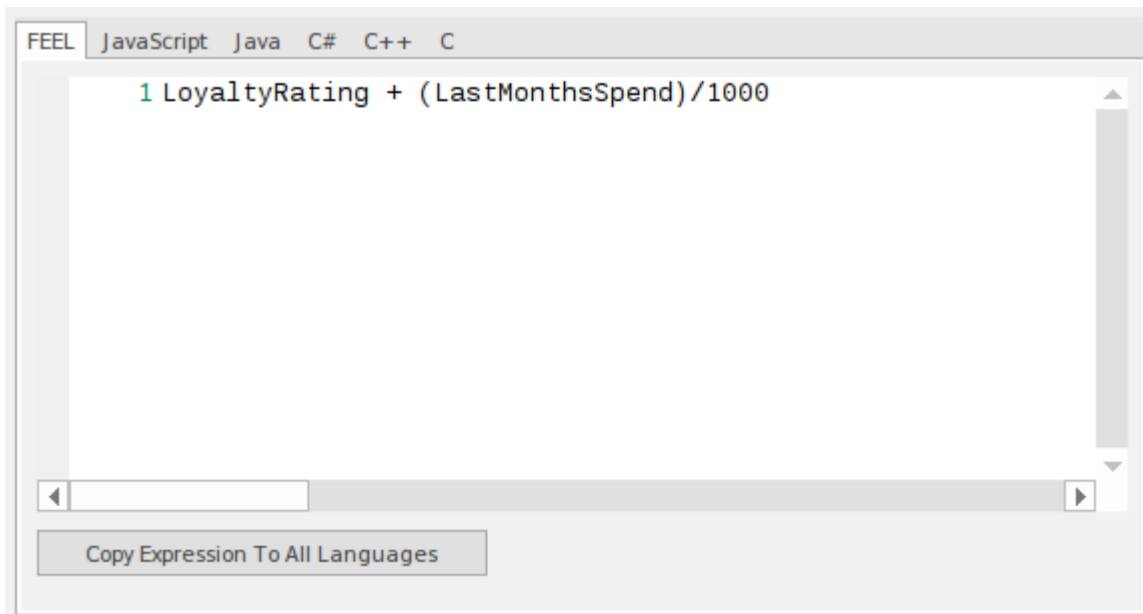 FEEL JavaScript Java C# C++ C
1 LoyaltyRating + (LastMonthsSpend)/1000
Copy Expression To All Languages